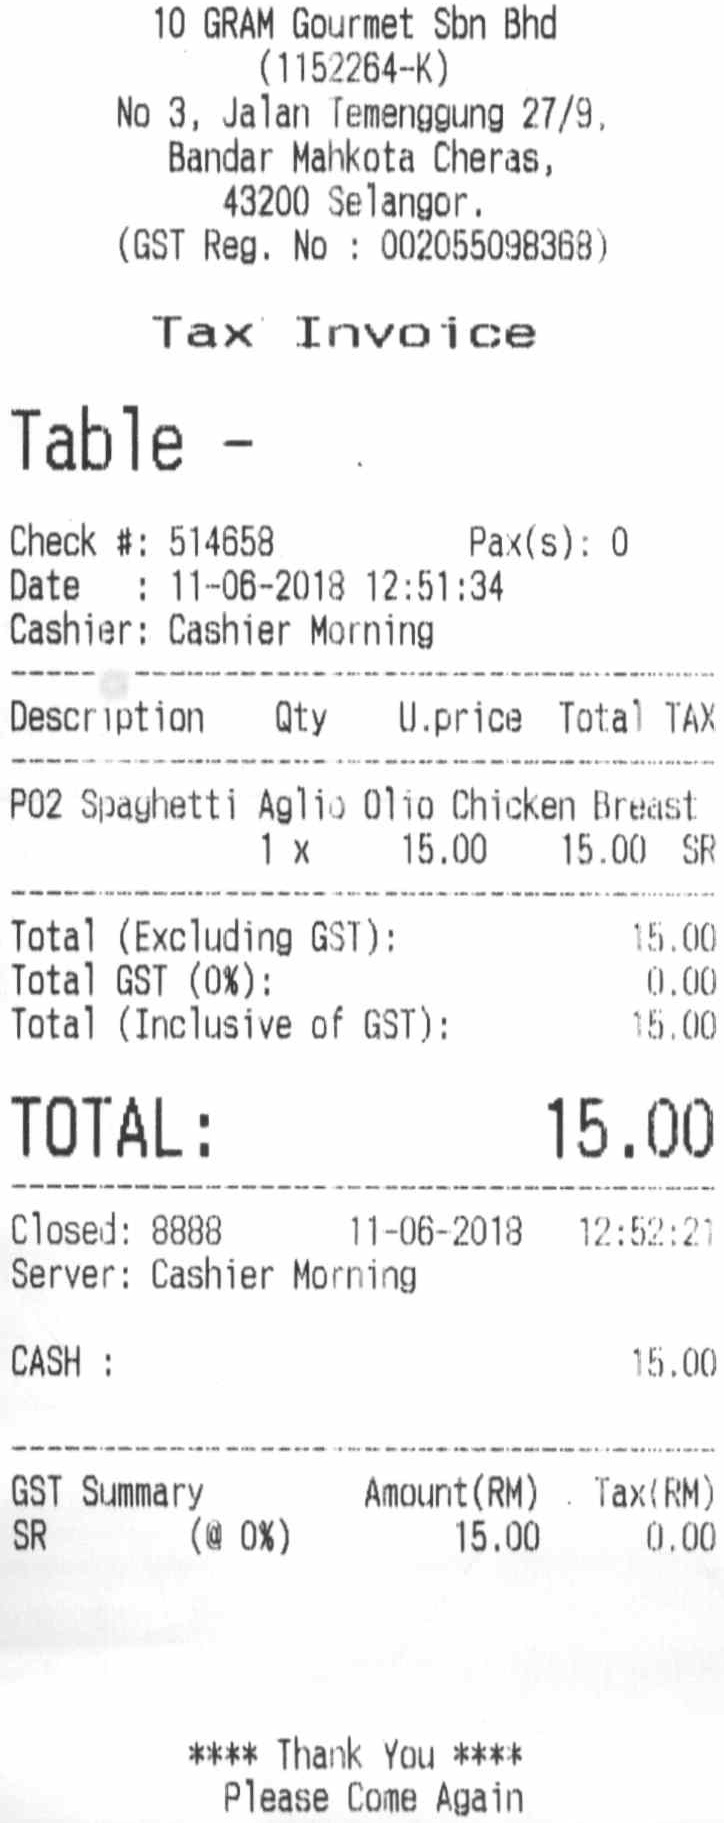 10 GRAM Gourmet Sbn Bhd
(1152264-K)
No 3, Jalan Temenggung 27/9,
Bandar Mahkota Cheras,
43200 Selangor.
(GST Reg. No : 002055098368)
Tax Invoice
Table -
Check #: 514658 Pax(s): 0
Date : 11-06-2018 12:51:34
Cashier: Cashier Morning
Description Qty U.price Total TAX
P02 Spaghetti Aglio Olio Chicken Breast
1 x 15.00 15.00 SR
Total (Excluding GST): 15.00
Total GST (0%): 0.00
Total (Inclusive of GST): 15.00
TOTAL: 15.00
Closed: 8888 11-06-2018 12:52:21
Server: Cashier Morning
CASH : 15.00
GST Summary Amount(RM) Tax(RM)
SR (@ 0%) 15.00 0.00
**** Thank You ****
Please Come Again